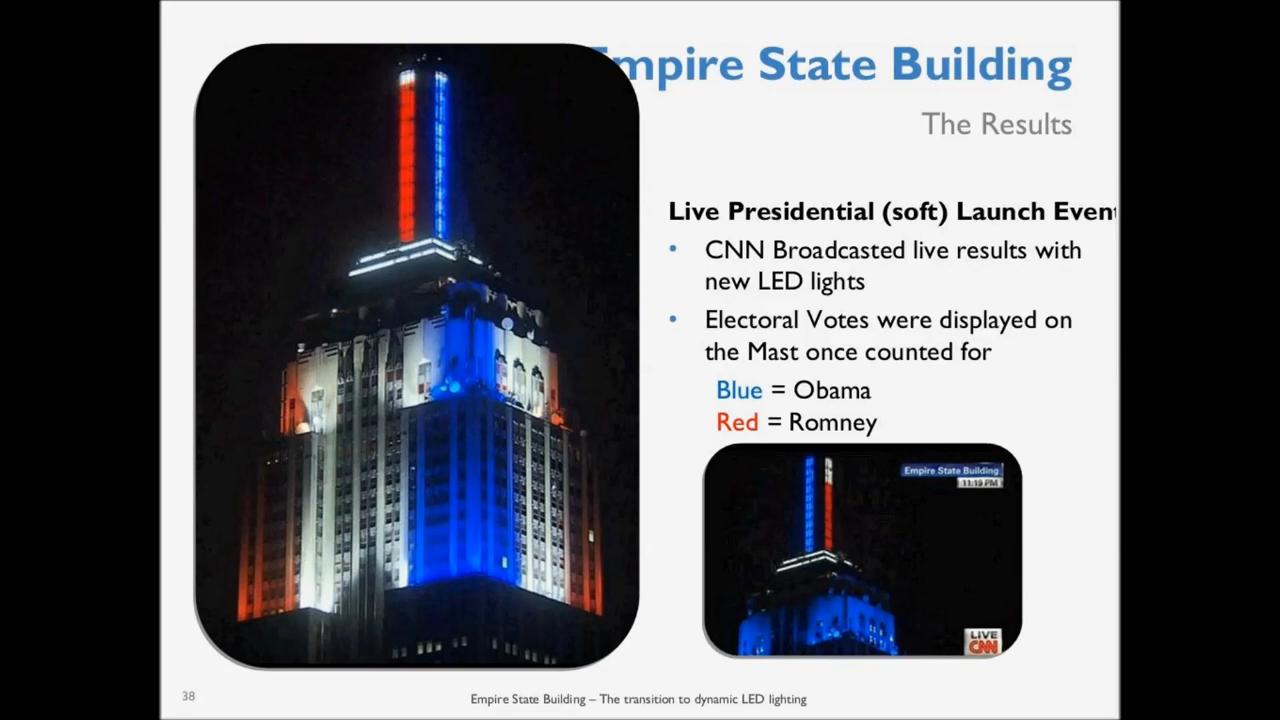 Empire State Building
The Results
Live Presidential (soft) Launch Event
• CNN Broadcasted live results with
new LED lights
• Electoral Votes were displayed on
the Mast once counted for
Blue = Obama
Red = Romney
Empire State Building
11:19 PM
LIVE
CNN
38
Empire State Building – The transition to dynamic LED lighting